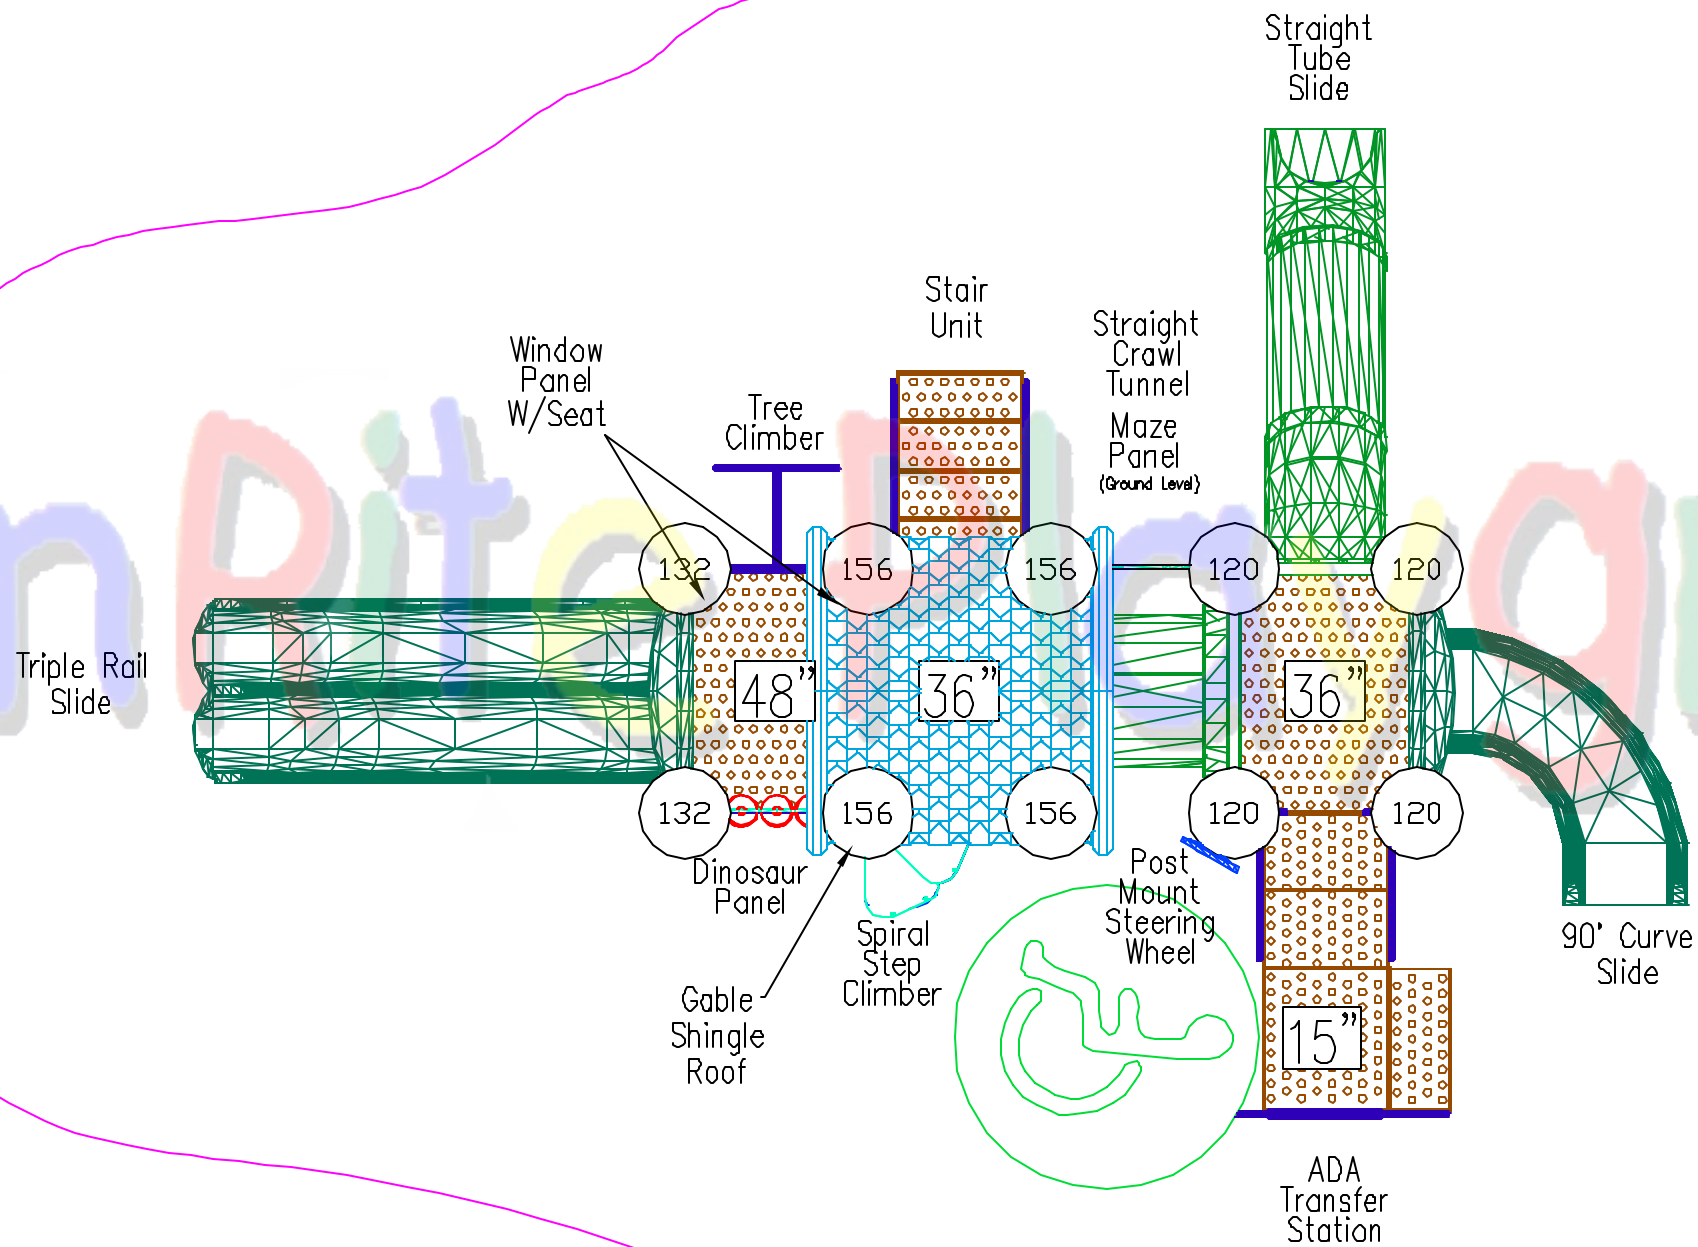 Straight
Tube
Slide
Stair
Unit
Straight
Crawl
Tunnel
Maze
Panel
(Ground Level)
Window
Panel
W/Seat
Tree
Climber
132
156
156
120
120
Triple Rail
Slide
48"
36"
36"
132
156
156
120
120
Dinosaur
Panel
Post
Mount
Steering
Wheel
Spiral
Step
Climber
90' Curve
Slide
Gable
Shingle
Roof
15"
ADA
Transfer
Station
n Rite Playgr